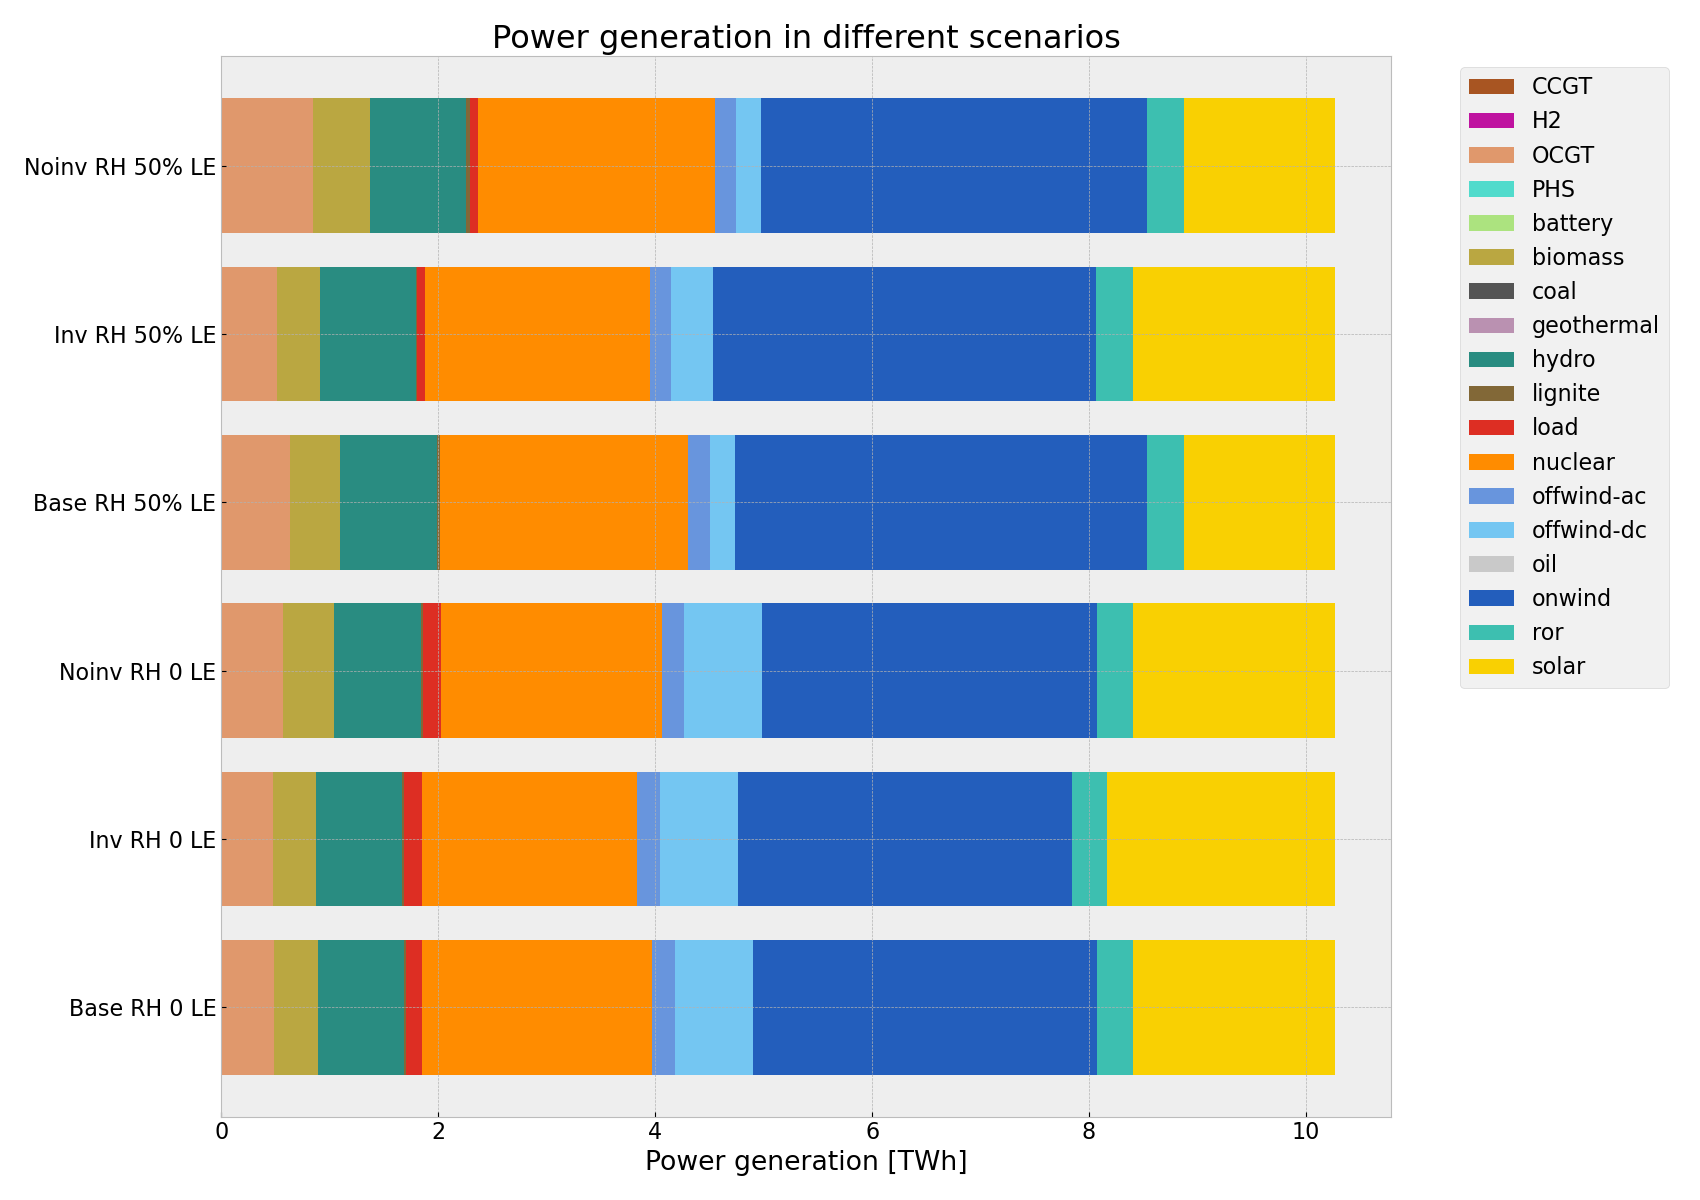 Power generation in different scenarios
Noinv RH 50% LE
Inv RH 50% LE
Base RH 50% LE
Noinv RH 0 LE
Inv RH 0 LE
Base RH 0 LE
0 2 4 6 8 10
Power generation [TWh]
CCGT
H2
OCGT
PHS
battery
biomass
coal
geothermal
hydro
lignite
load
nuclear
offwind-ac
offwind-dc
oil
onwind
ror
solar